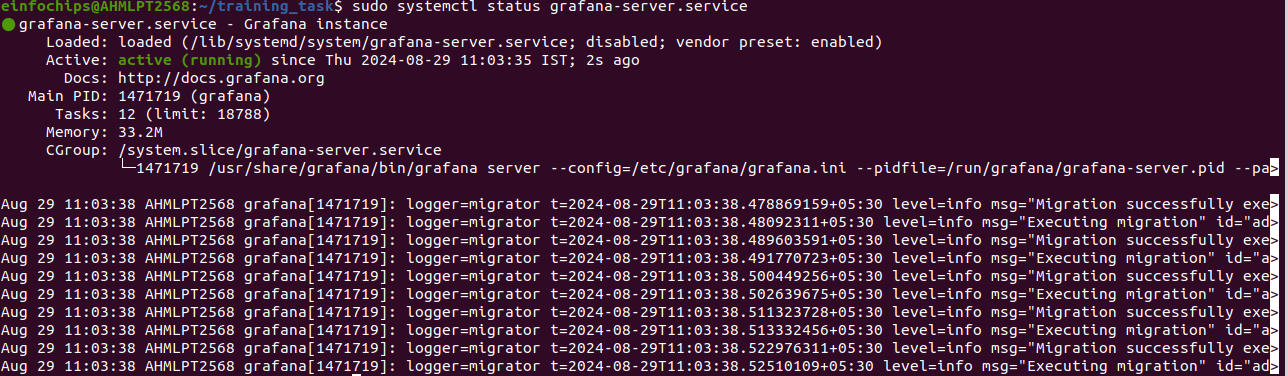 einfochips@AHMLPT2568:~/training_task$ sudo systemctl status grafana-server.service
● grafana-server.service - Grafana instance
Loaded: loaded (/lib/systemd/system/grafana-server.service; disabled; vendor preset: enabled)
Active: active (running) since Thu 2024-08-29 11:03:35 IST; 2s ago
Docs: http://docs.grafana.org
Main PID: 1471719 (grafana)
Tasks: 12 (limit: 18788)
Memory: 33.2M
CGroup: /system.slice/grafana-server.service
└─1471719 /usr/share/grafana/bin/grafana server --config=/etc/grafana/grafana.ini --pidfile=/run/grafana/grafana-server.pid --pa>
Aug 29 11:03:38 AHMLPT2568 grafana[1471719]: logger=migrator t=2024-08-29T11:03:38.478869159+05:30 level=info msg="Migration successfully exe>
Aug 29 11:03:38 AHMLPT2568 grafana[1471719]: logger=migrator t=2024-08-29T11:03:38.48092311+05:30 level=info msg="Executing migration" id="ad>
Aug 29 11:03:38 AHMLPT2568 grafana[1471719]: logger=migrator t=2024-08-29T11:03:38.489603591+05:30 level=info msg="Migration successfully exe>
Aug 29 11:03:38 AHMLPT2568 grafana[1471719]: logger=migrator t=2024-08-29T11:03:38.491770723+05:30 level=info msg="Executing migration" id="a>
Aug 29 11:03:38 AHMLPT2568 grafana[1471719]: logger=migrator t=2024-08-29T11:03:38.500449256+05:30 level=info msg="Migration successfully exe>
Aug 29 11:03:38 AHMLPT2568 grafana[1471719]: logger=migrator t=2024-08-29T11:03:38.502639675+05:30 level=info msg="Executing migration" id="a>
Aug 29 11:03:38 AHMLPT2568 grafana[1471719]: logger=migrator t=2024-08-29T11:03:38.511323728+05:30 level=info msg="Migration successfully exe>
Aug 29 11:03:38 AHMLPT2568 grafana[1471719]: logger=migrator t=2024-08-29T11:03:38.513332456+05:30 level=info msg="Executing migration" id="a>
Aug 29 11:03:38 AHMLPT2568 grafana[1471719]: logger=migrator t=2024-08-29T11:03:38.522976311+05:30 level=info msg="Migration successfully exe>
Aug 29 11:03:38 AHMLPT2568 grafana[1471719]: logger=migrator t=2024-08-29T11:03:38.52510109+05:30 level=info msg="Executing migration" id="ad>